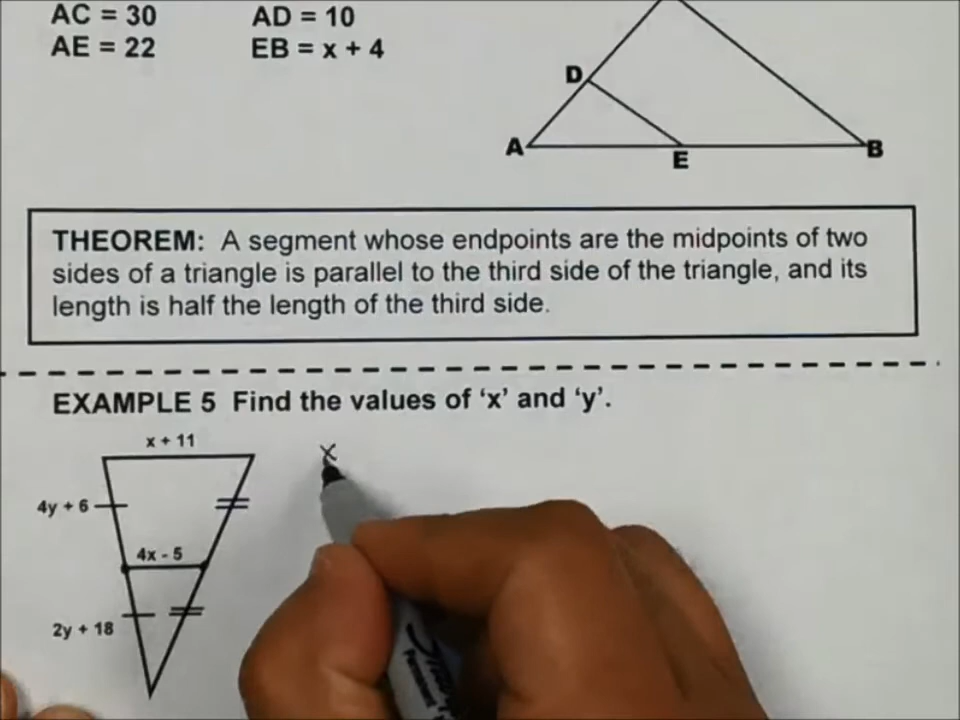 AC = 30 AD = 10
AE = 22 EB = x + 4
D
A
E
B
THEOREM: A segment whose endpoints are the midpoints of two
sides of a triangle is parallel to the third side of the triangle, and its
length is half the length of the third side.
EXAMPLE 5 Find the values of ‘x’ and ‘y’.
x + 11
x
4y + 6
4x - 5
2y + 18